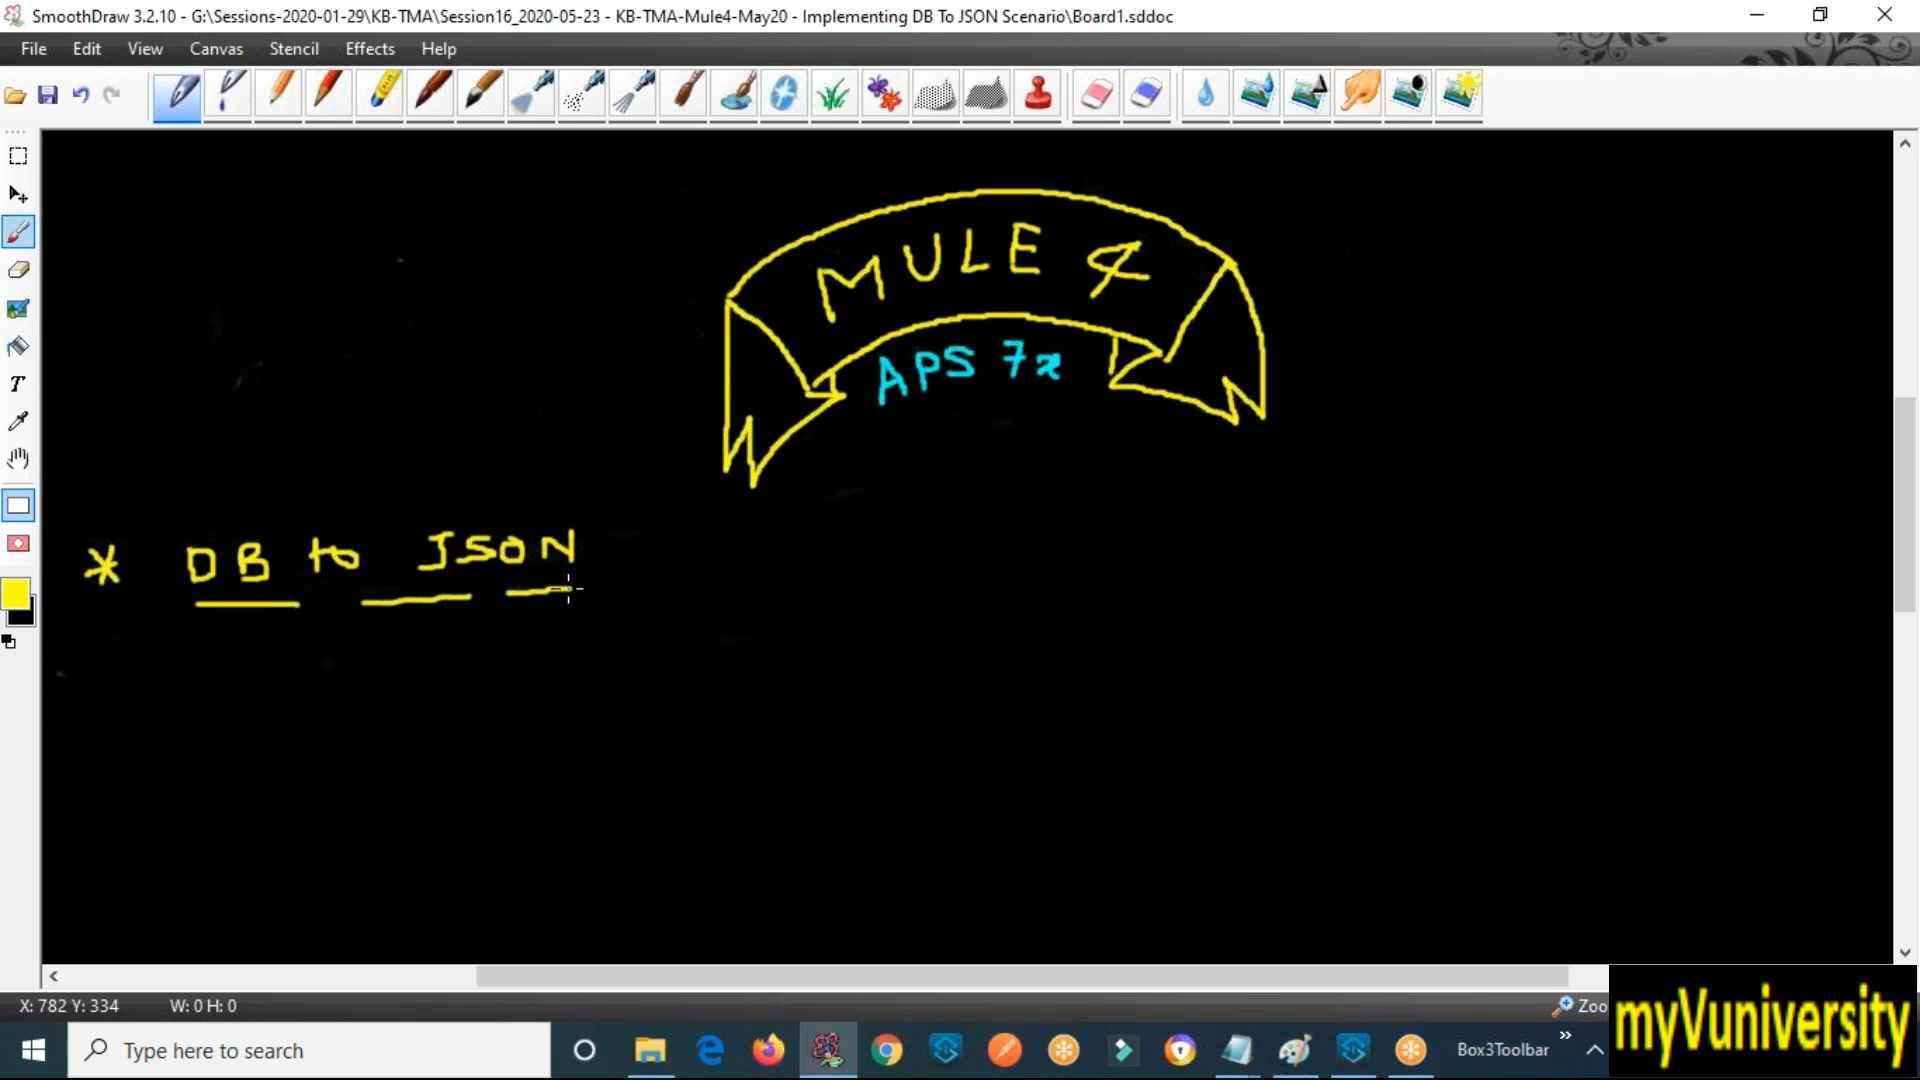 SmoothDraw 3.2.10 - G:\Sessions-2020-01-29\KB-TMA\Session16_2020-05-23 - KB-TMA-Mule4-May20 - Implementing DB To JSON Scenario\Board1.sddoc
File Edit View Canvas Stencil Effects Help
MULE 4
APS 7x
* DB to JSON
X: 782 Y: 334 W: 0 H: 0
Zoo
Type here to search
Box3Toolbar
myVuniversity